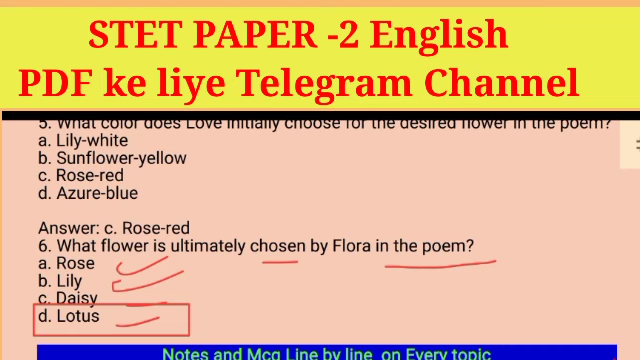 STET PAPER -2 English
PDF ke liye Telegram Channel
5. What color does Love initially choose for the desired flower in the poem?
a. Lily-white
b. Sunflower-yellow
c. Rose-red
d. Azure-blue
Answer: c. Rose-red
6. What flower is ultimately chosen by Flora in the poem?
a. Rose
b. Lily
c. Daisy
d. Lotus
Notes and Mcq Line by line on Every topic